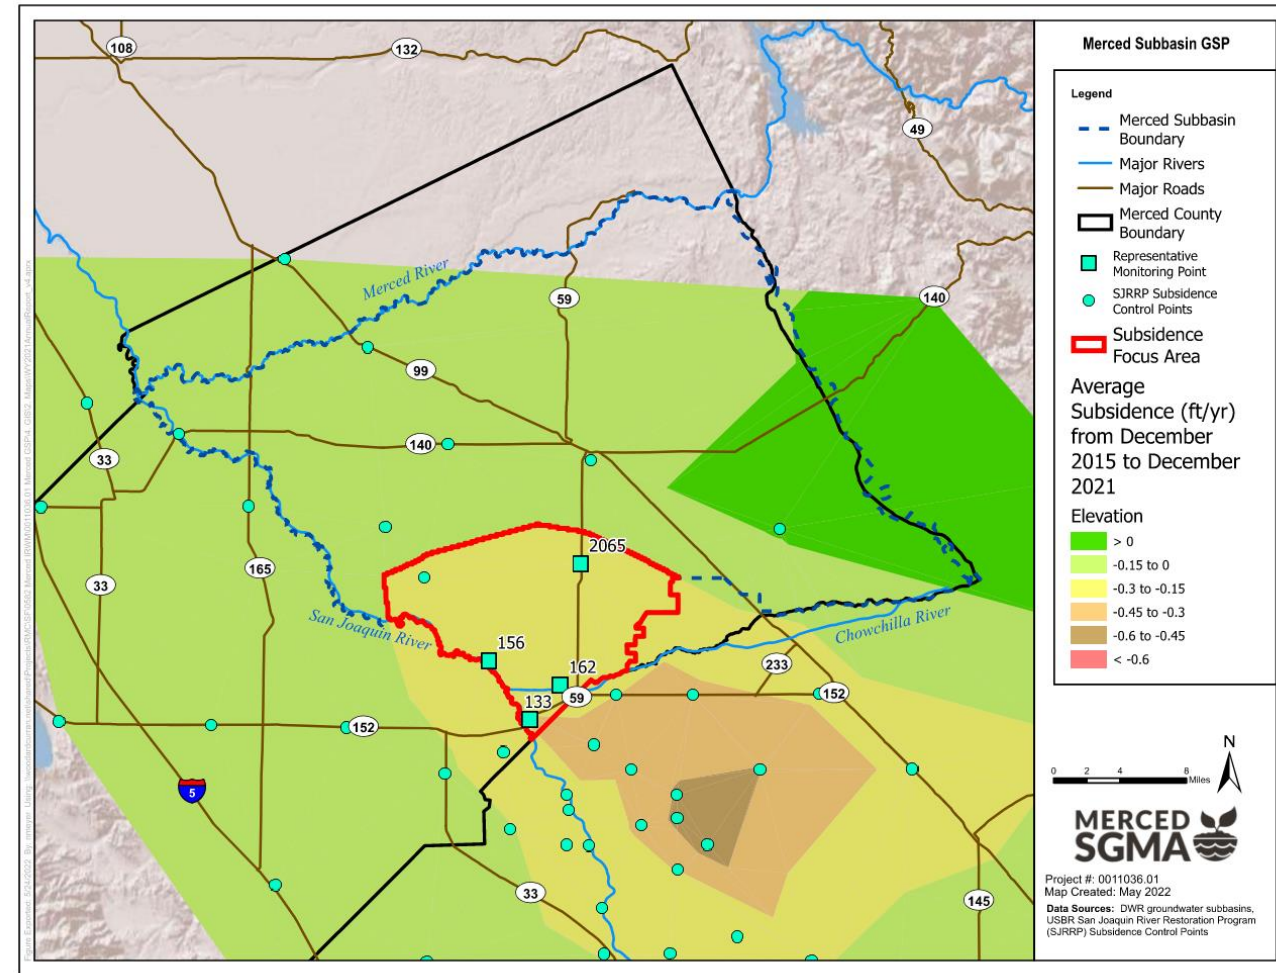 Merced Subbasin GSP
Legend
Merced Subbasin
Boundary
Major Rivers
Major Roads
Merced County
Boundary
Representative
Monitoring Point
SJRRP Subsidence
Control Points
Subsidence
Focus Area
Average
Subsidence (ft/yr)
from December
2015 to December
2021
Elevation
> 0
-0.15 to 0
-0.3 to -0.15
-0.45 to -0.3
-0.6 to -0.45
< -0.6
N
0 2 4 8 Miles
MERCED
SGMA
Project #: 0011036.01
Map Created: May 2022
Data Sources: DWR groundwater subbasins,
USBR San Joaquin River Restoration Program
(SJRRP) Subsidence Control Points
108
132
49
Merced River
59
140
99
140
33
2065
165
33
San Joaquin River
156
Chowchilla River
162
233
59
152
133
152
5
33
145